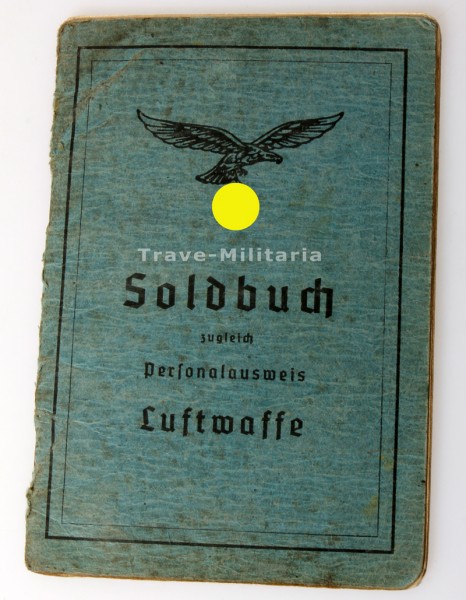 Trave-Militaria
Soldbuch
zugleich
Personalausweis
Luftwaffe